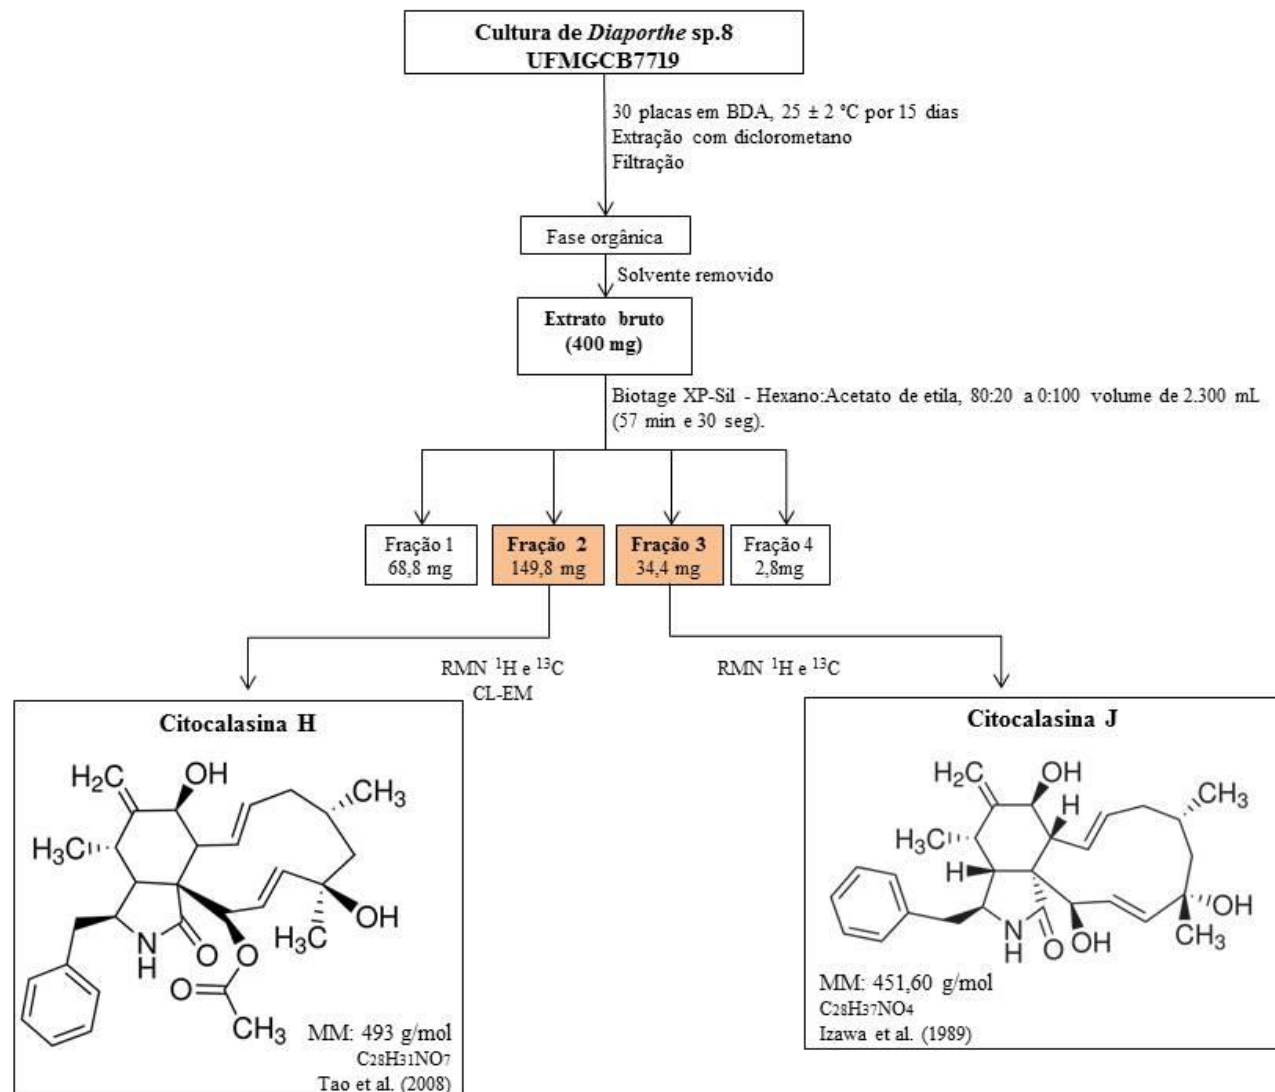 Cultura de Diaporthe sp.8
UFMGCB7719
30 placas em BDA, 25 ± 2 °C por 15 dias
Extração com diclorometano
Filtração
Fase orgânica
Solvente removido
Extrato bruto
(400 mg)
Biotage XP-Sil - Hexano:Acetato de etila, 80:20 a 0:100 volume de 2.300 mL
(57 min e 30 seg).
Fração 1
68,8 mg
Fração 2
149,8 mg
Fração 3
34,4 mg
Fração 4
2,8mg
RMN ¹H e ¹³C
CL-EM
RMN ¹H e ¹³C
Citocalasina H
H₂C
OH
CH₃
H₃C
OH
H₃C
N
H
O
O
O
CH₃
MM: 493 g/mol
C28H31NO7
Tao et al. (2008)
Citocalasina J
H₂C
OH
H
CH₃
CH₃
H
OH
N
H
O
OH
CH₃
MM: 451,60 g/mol
C28H37NO4
Izawa et al. (1989)